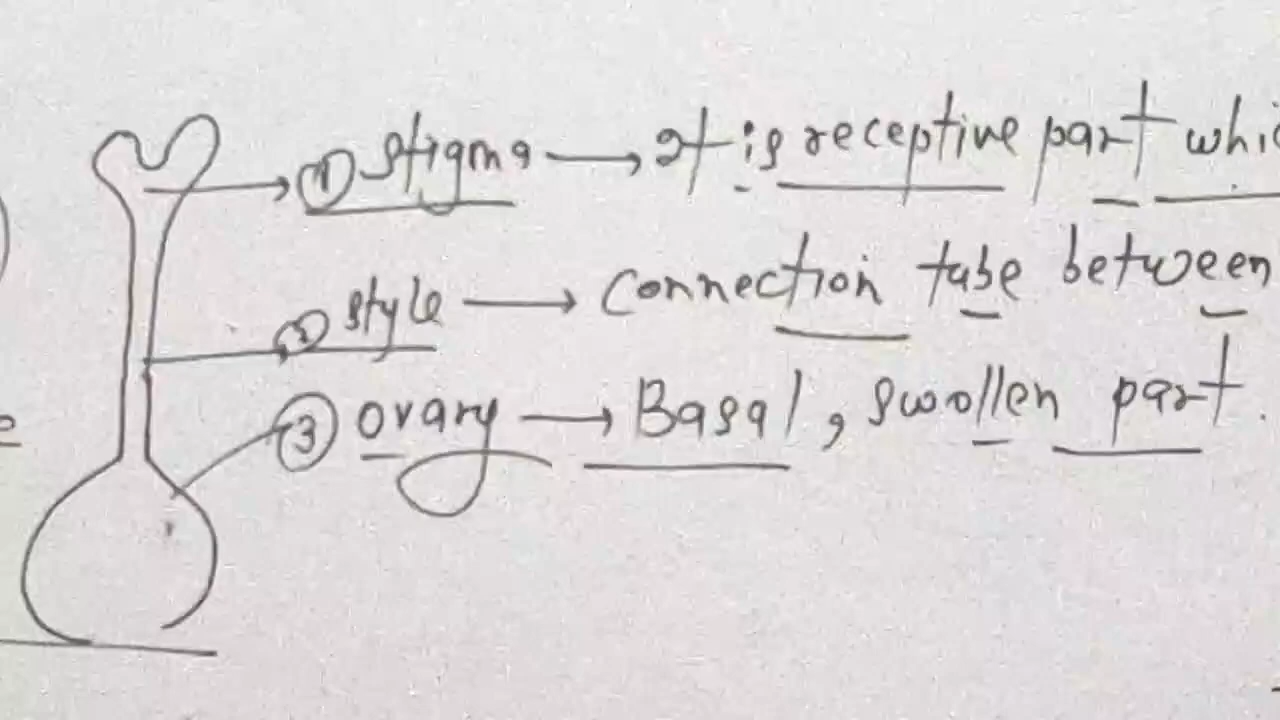 ① stigma → It is receptive part whi
② style → Connection tube between
③ ovary → Basal, swollen part.